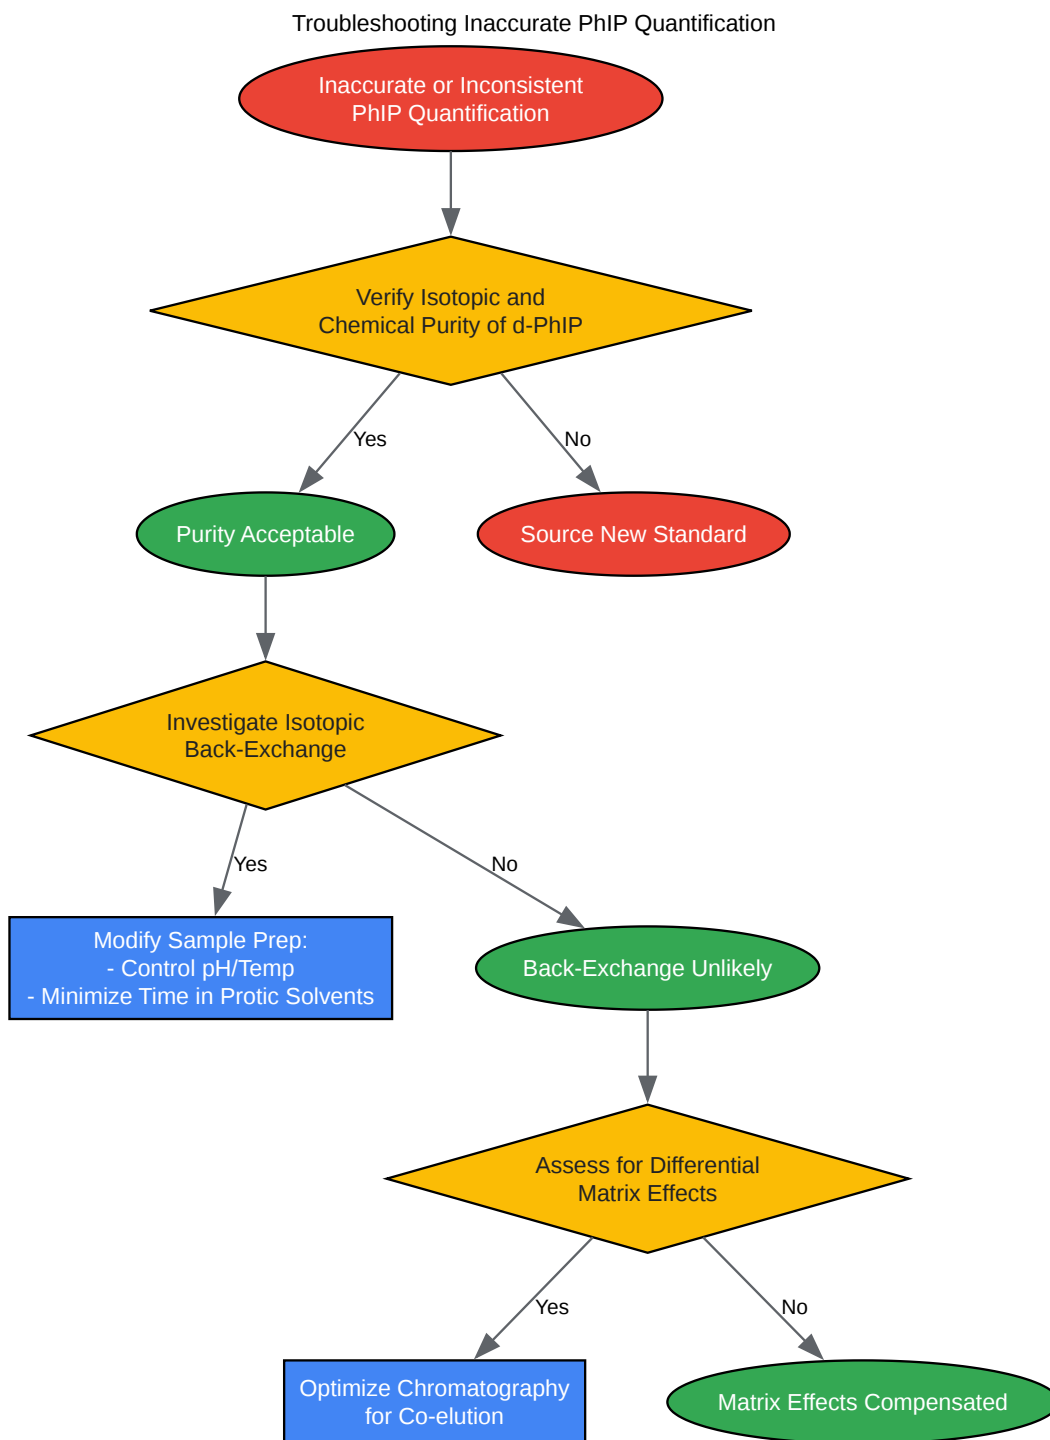 Troubleshooting Inaccurate PhIP Quantification
Inaccurate or Inconsistent
PhIP Quantification
Verify Isotopic and
Chemical Purity of d-PhIP
Yes
No
Purity Acceptable
Source New Standard
Investigate Isotopic
Back-Exchange
Yes
No
Modify Sample Prep:
- Control pH/Temp
- Minimize Time in Protic Solvents
Back-Exchange Unlikely
Assess for Differential
Matrix Effects
Yes
No
Optimize Chromatography
for Co-elution
Matrix Effects Compensated